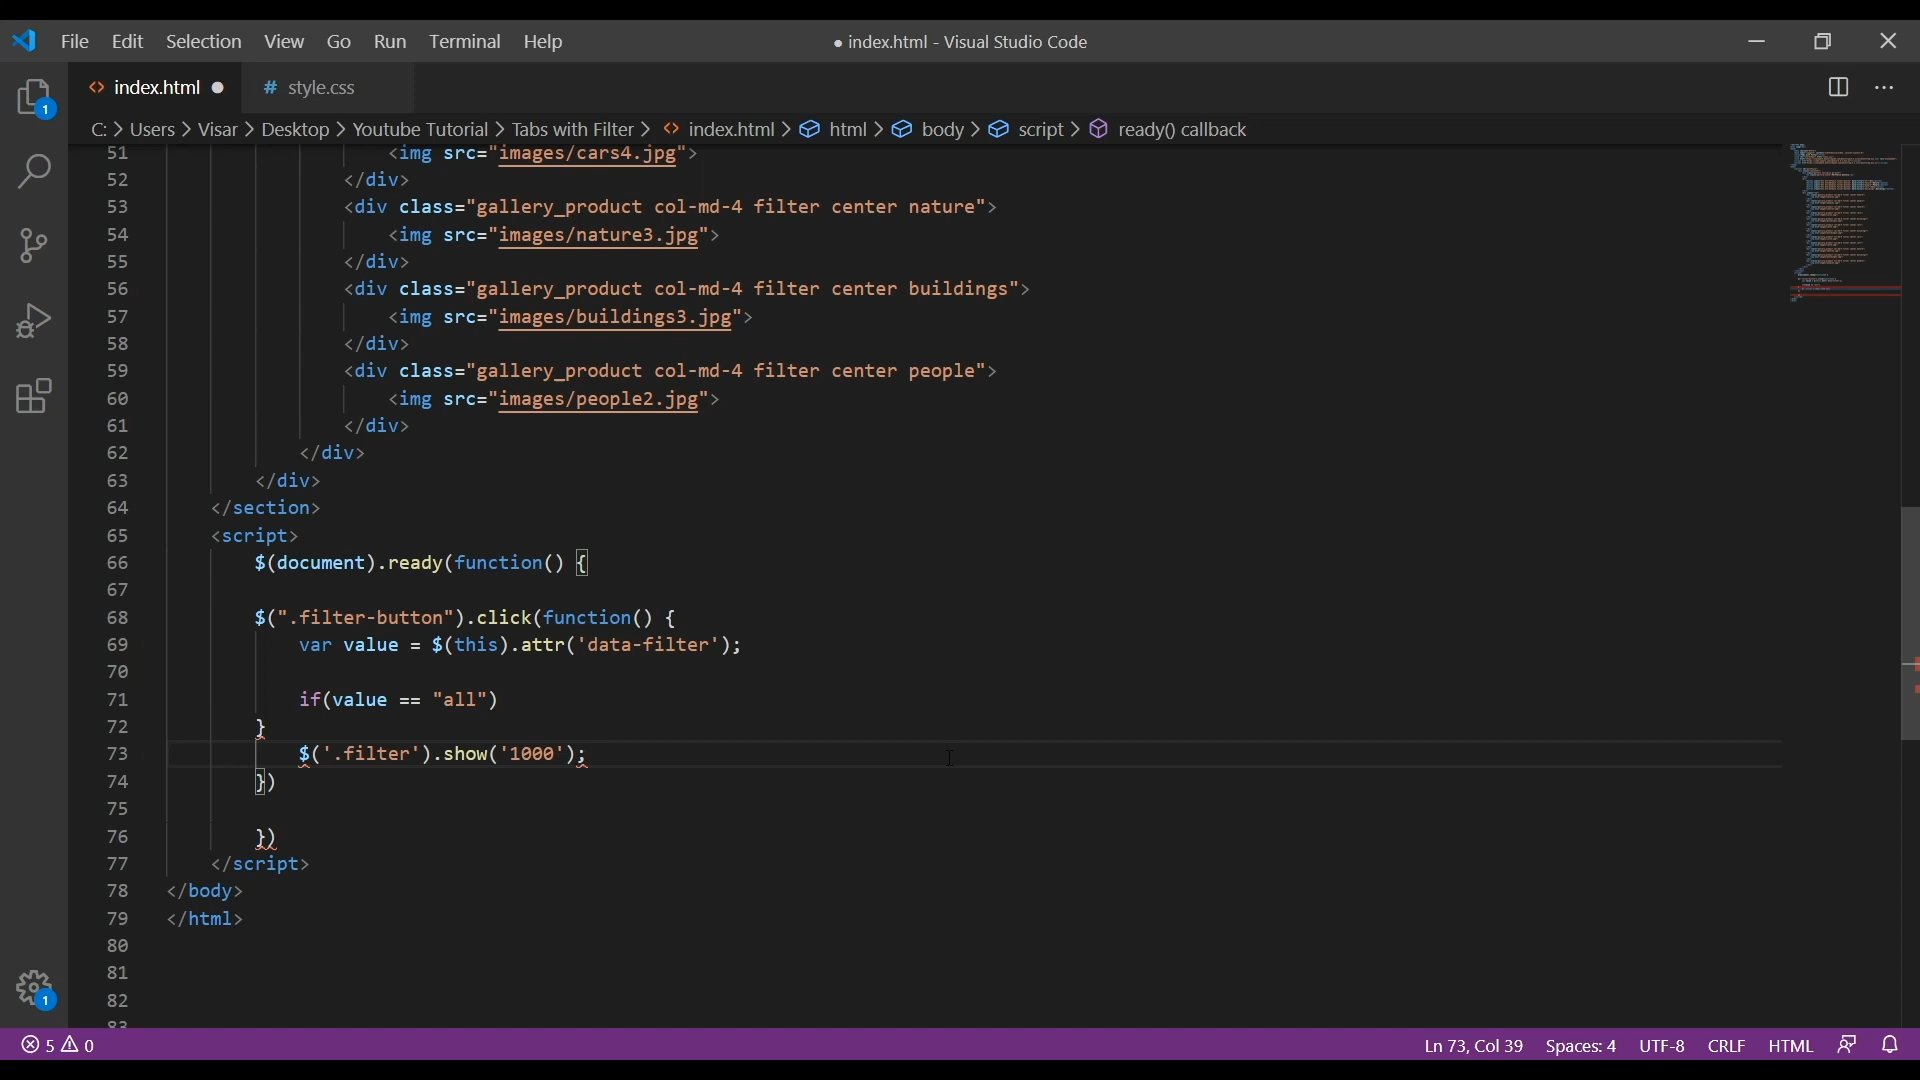 File Edit Selection View Go Run Terminal Help
● index.html - Visual Studio Code
index.html
# style.css
C: > Users > Visar > Desktop > Youtube Tutorial > Tabs with Filter > index.html > html > body > script > ready() callback
1
51 <img src="images/cars4.jpg">
52 </div>
53 <div class="gallery_product col-md-4 filter center nature">
54 <img src="images/nature3.jpg">
55 </div>
56 <div class="gallery_product col-md-4 filter center buildings">
57 <img src="images/buildings3.jpg">
58 </div>
59 <div class="gallery_product col-md-4 filter center people">
60 <img src="images/people2.jpg">
61 </div>
62 </div>
63 </div>
64 </section>
65 <script>
66 $(document).ready(function() {
67
68 $(".filter-button").click(function() {
69 var value = $(this).attr('data-filter');
70
71 if(value == "all")
72 }
73 $('.filter').show('1000');
74 })
75
76 })
77 </script>
78 </body>
79 </html>
80
81
82
83
1
5 0
Ln 73, Col 39 Spaces: 4 UTF-8 CRLF HTML